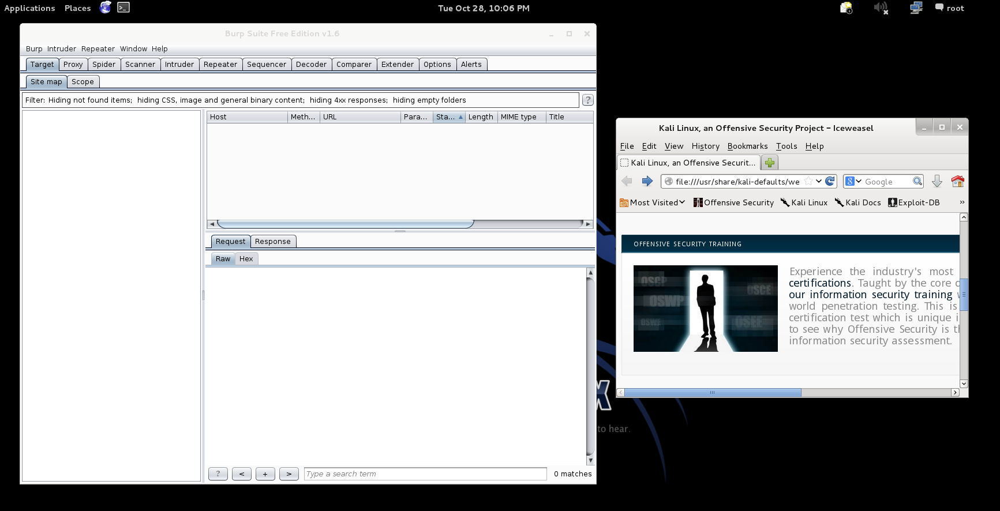 Applications Places Tue Oct 28, 10:06 PM 1 root
Burp Suite Free Edition v1.6
Burp Intruder Repeater Window Help
Target Proxy Spider Scanner Intruder Repeater Sequencer Decoder Comparer Extender Options Alerts
Site map Scope
Filter: Hiding not found items; hiding CSS, image and general binary content; hiding 4xx responses; hiding empty folders ?
Host Meth... URL Para... Sta... Length MIME type Title
Request Response
Raw Hex
? < + > Type a search term 0 matches
Kali Linux, an Offensive Security Project - Iceweasel
File Edit View History Bookmarks Tools Help
Kali Linux, an Offensive Securit...
file:///usr/share/kali-defaults/we 8 Google
Most Visited Offensive Security Kali Linux Kali Docs Exploit-DB »
OFFENSIVE SECURITY TRAINING
OSCP OSCE
OSWP
OSWE OSEE
Experience the industry's most
certifications. Taught by the core
our information security training
world penetration testing. This is
certification test which is unique
to see why Offensive Security is
information security assessment.
X
to hear.